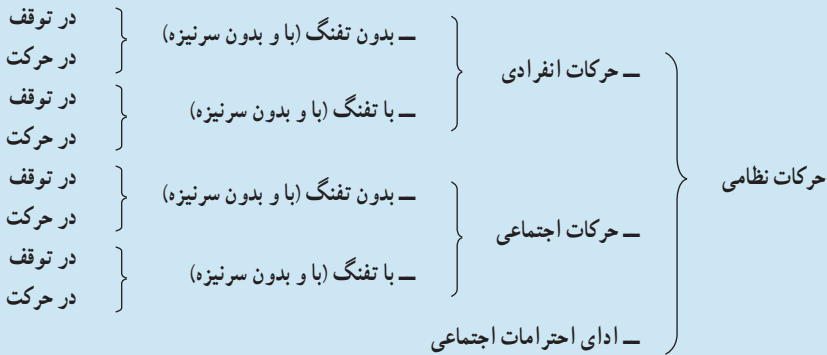 حرکات نظامی
ــ حرکات انفرادی
ــ بدون تفنگ (با و بدون سرنیزه)
در توقف
در حرکت
ــ با تفنگ (با و بدون سرنیزه)
در توقف
در حرکت
ــ حرکات اجتماعی
ــ بدون تفنگ (با و بدون سرنیزه)
در توقف
در حرکت
ــ با تفنگ (با و بدون سرنیزه)
در توقف
در حرکت
ــ ادای احترامات اجتماعی